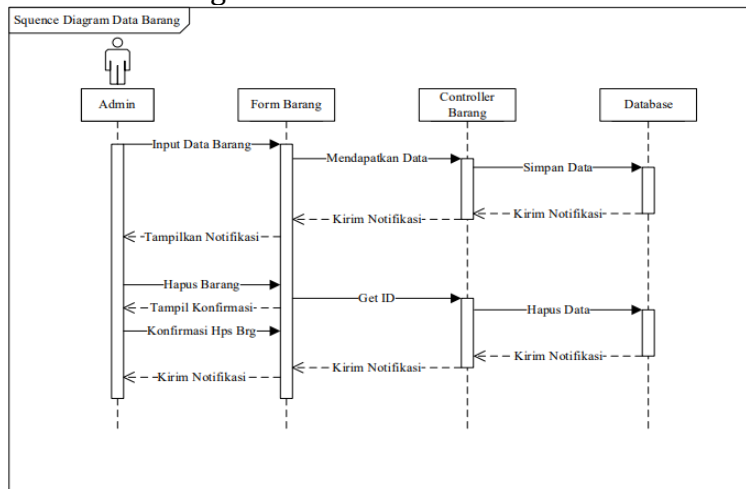 Squence Diagram Data Barang
Admin
Form Barang
Controller
Barang
Database
Input Data Barang
Mendapatkan Data
Simpan Data
Kirim Notifikasi
Kirim Notifikasi
Tampilkan Notifikasi
Hapus Barang
Get ID
Tampil Konfirmasi
Hapus Data
Konfirmasi Hps Brg
Kirim Notifikasi
Kirim Notifikasi
Kirim Notifikasi